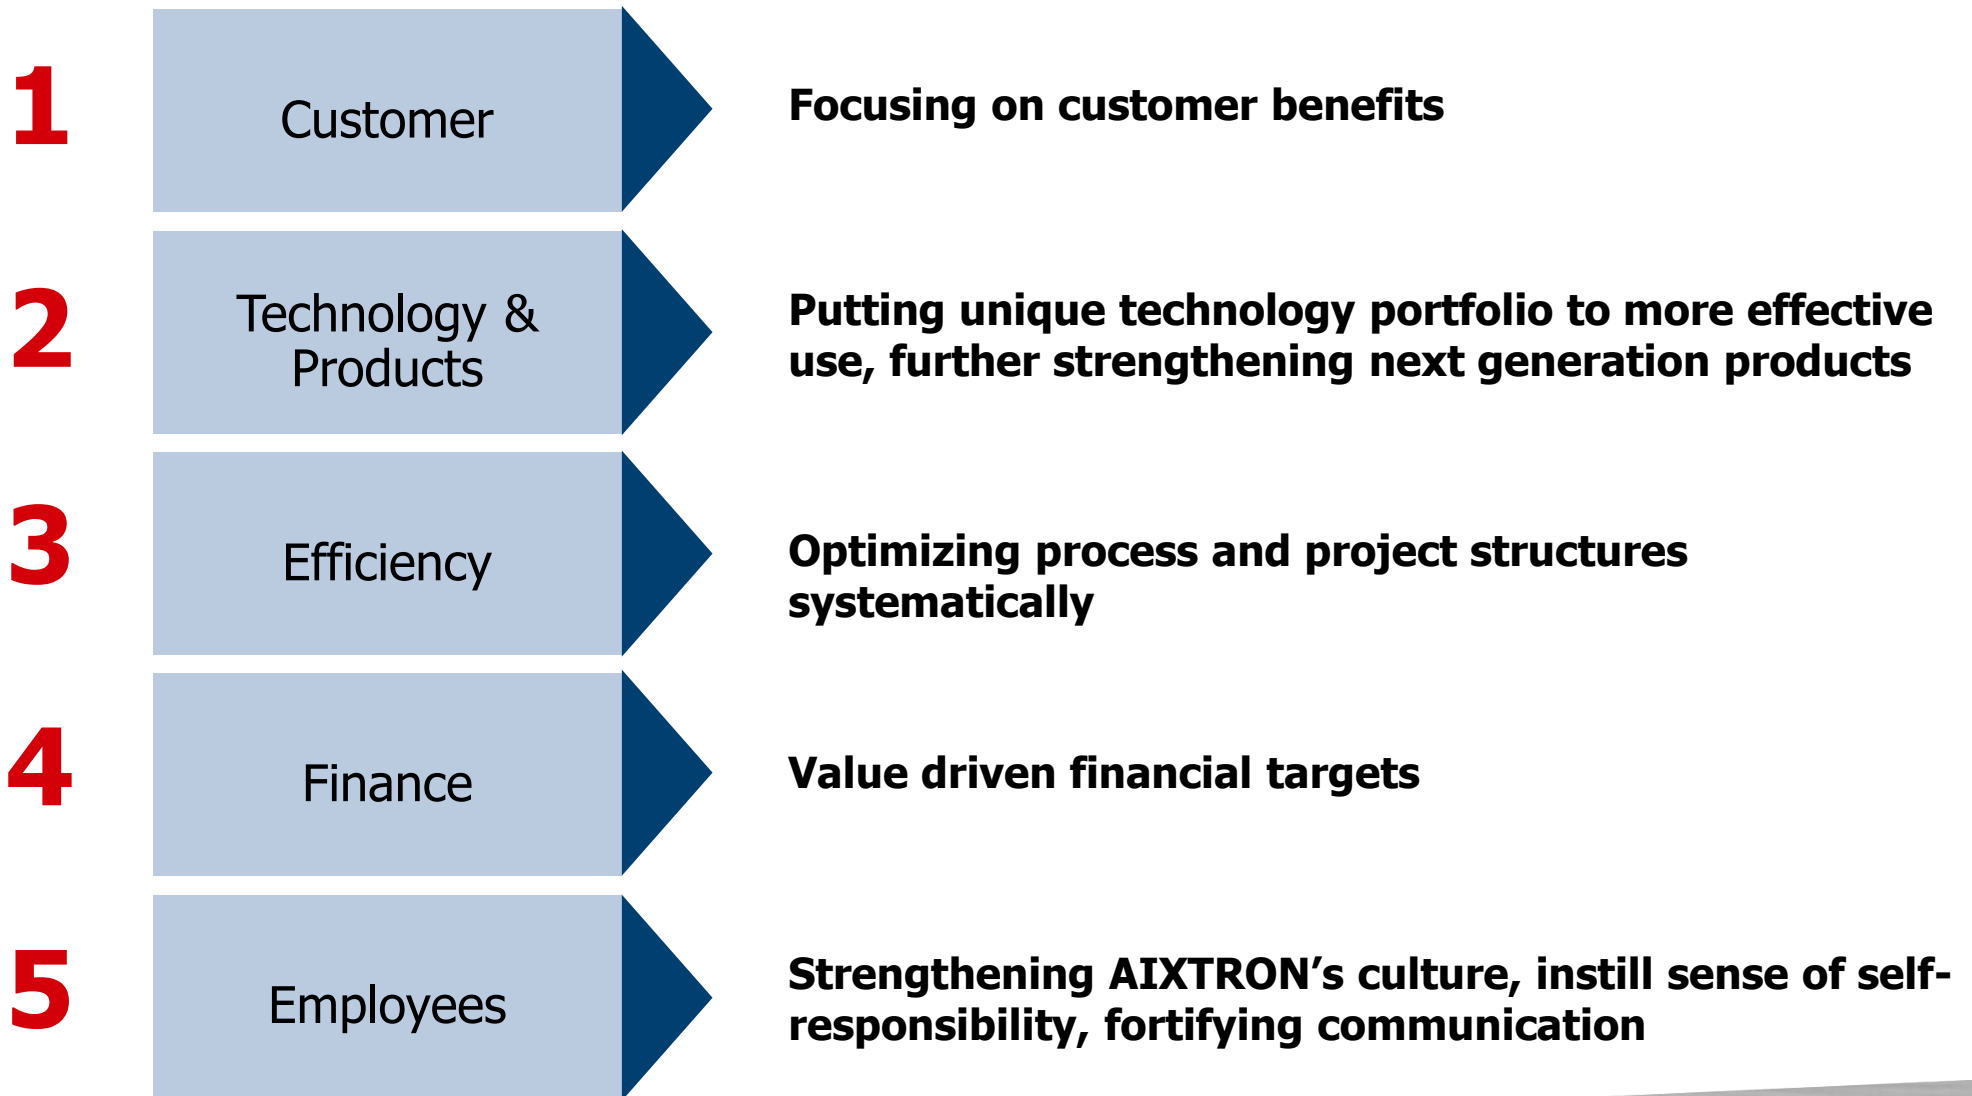 1
Customer
Focusing on customer benefits
2
Technology &
Products
Putting unique technology portfolio to more effective
use, further strengthening next generation products
3
Efficiency
Optimizing process and project structures
systematically
4
Finance
Value driven financial targets
5
Employees
Strengthening AIXTRON’s culture, instill sense of self-
responsibility, fortifying communication